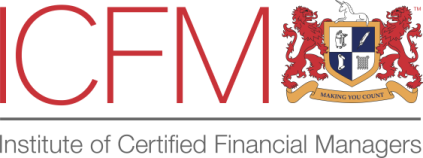 ICFM
TM
MAKING YOU COUNT
Institute of Certified Financial Managers